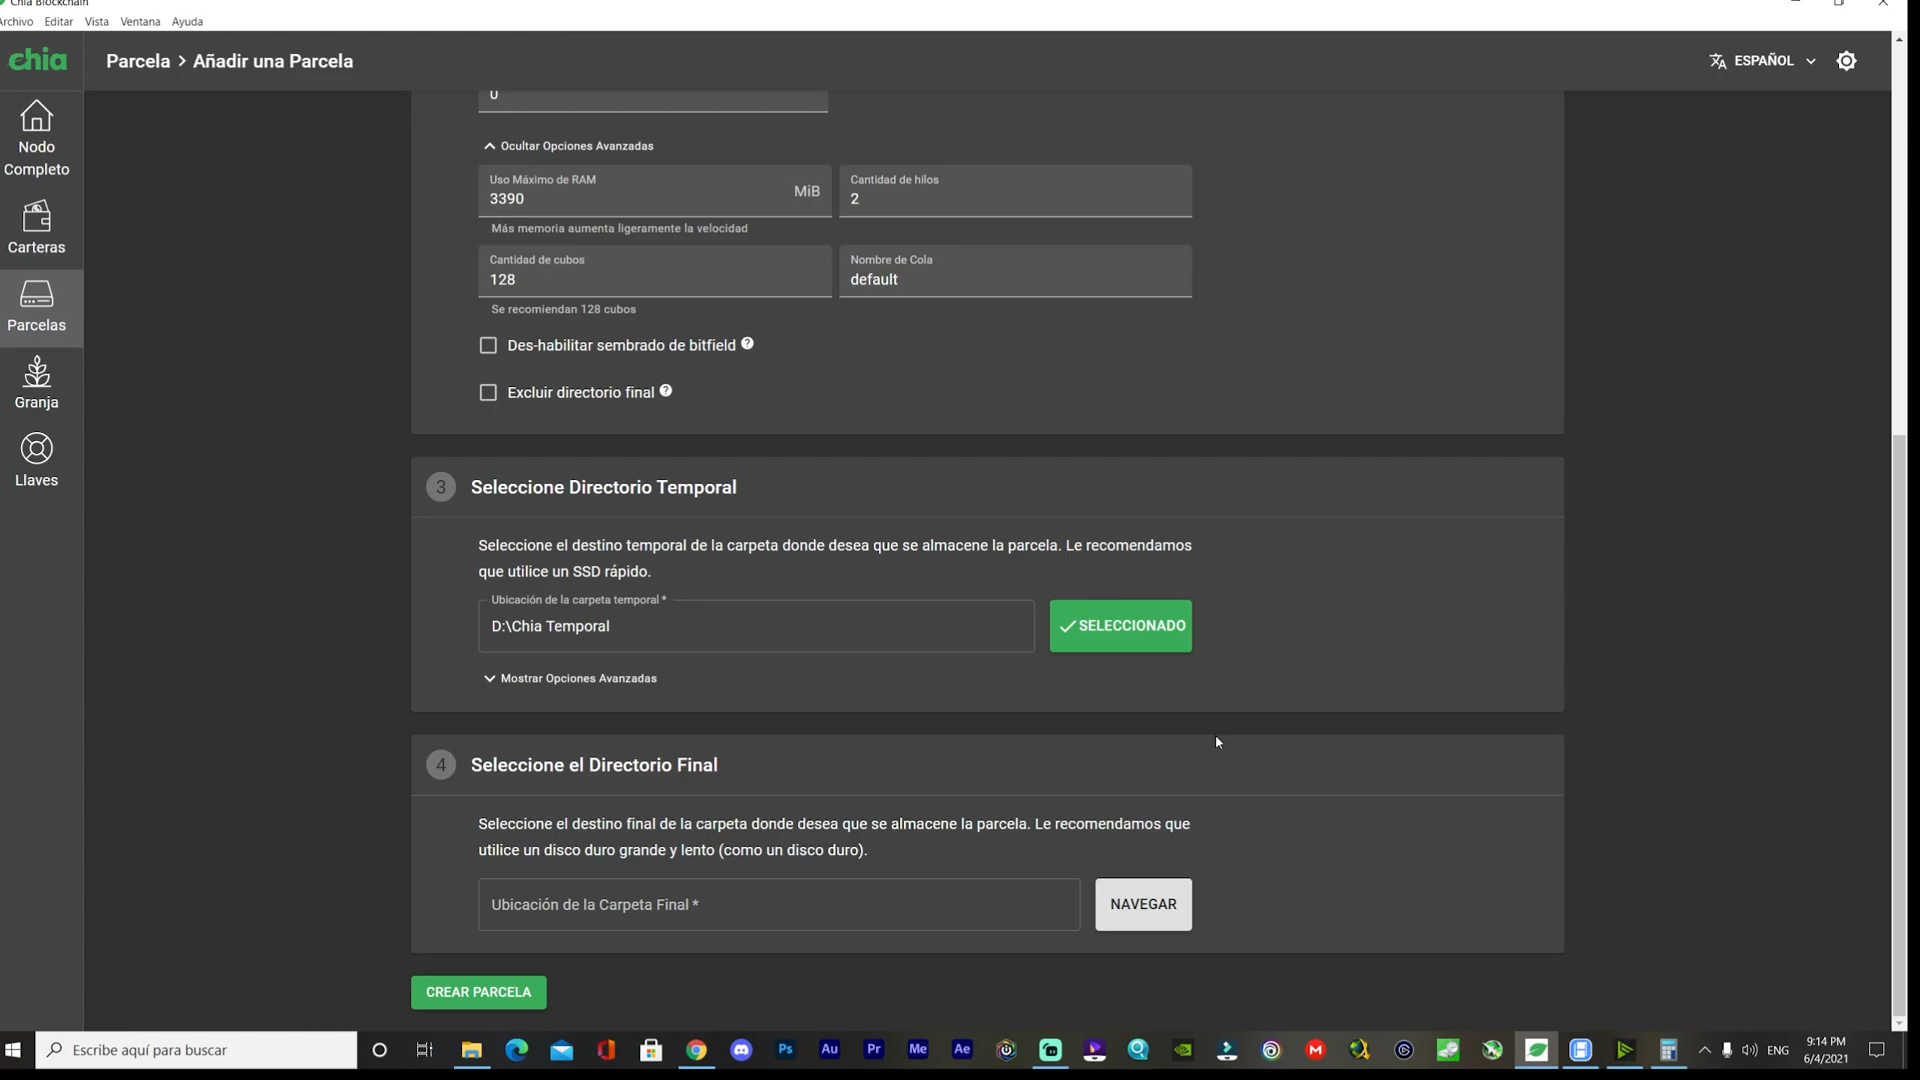 Chia Blockchain
Archivo Editar Vista Ventana Ayuda
chia
Parcela > Añadir una Parcela
ESPAÑOL
Nodo
Completo
Carteras
Parcelas
Granja
Llaves
0
Ocultar Opciones Avanzadas
Uso Máximo de RAM
3390
MiB
Cantidad de hilos
2
Más memoria aumenta ligeramente la velocidad
Cantidad de cubos
128
Nombre de Cola
default
Se recomiendan 128 cubos
Des-habilitar sembrado de bitfield ?
Excluir directorio final ?
3 Seleccione Directorio Temporal
Seleccione el destino temporal de la carpeta donde desea que se almacene la parcela. Le recomendamos
que utilice un SSD rápido.
Ubicación de la carpeta temporal *
D:\Chia Temporal
SELECCIONADO
Mostrar Opciones Avanzadas
4 Seleccione el Directorio Final
Seleccione el destino final de la carpeta donde desea que se almacene la parcela. Le recomendamos que
utilice un disco duro grande y lento (como un disco duro).
Ubicación de la Carpeta Final *
NAVEGAR
CREAR PARCELA
Escribe aquí para buscar
Ps
Au
Pr
Me
Ae
M
ENG
9:14 PM
6/4/2021